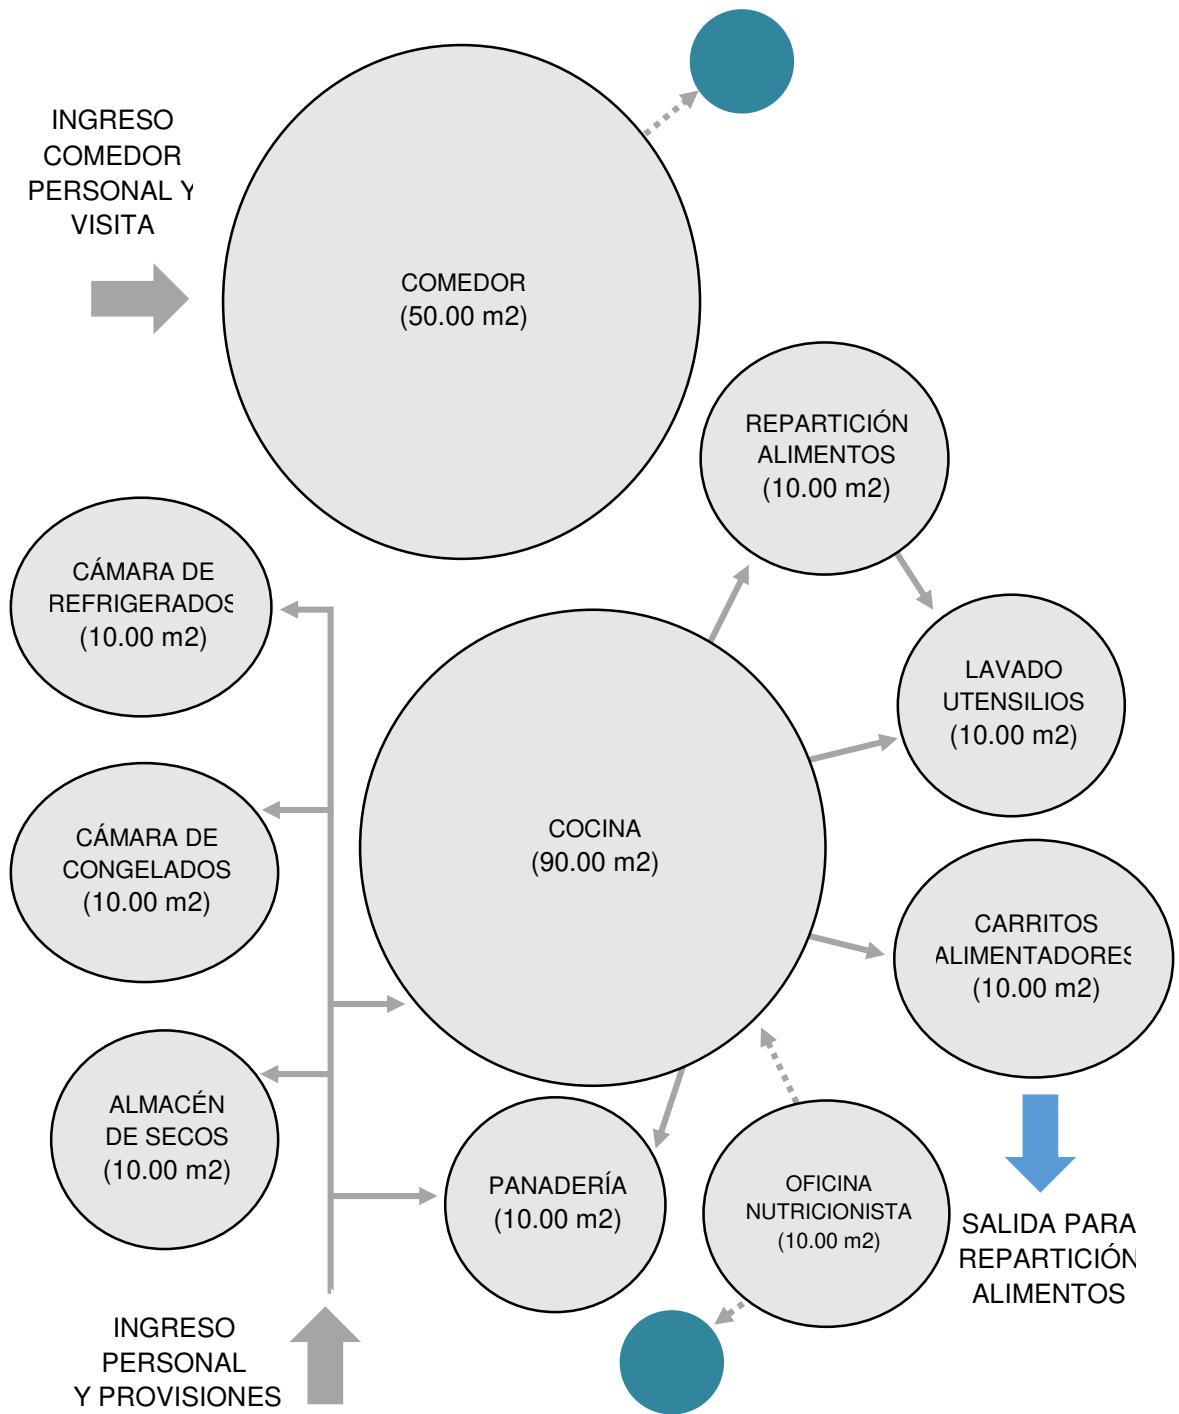 INGRESO
COMEDOR
PERSONAL Y
VISITA
COMEDOR
(50.00 m2)
REPARTICIÓN
ALIMENTOS
(10.00 m2)
CÁMARA DE
REFRIGERADOS
(10.00 m2)
LAVADO
UTENSILIOS
(10.00 m2)
CÁMARA DE
CONGELADOS
(10.00 m2)
COCINA
(90.00 m2)
CARRITOS
ALIMENTADORES
(10.00 m2)
ALMACÉN
DE SECOS
(10.00 m2)
PANADERÍA
(10.00 m2)
OFICINA
NUTRICIONISTA
(10.00 m2)
SALIDA PARA
REPARTICIÓN
ALIMENTOS
INGRESO
PERSONAL
Y PROVISIONES